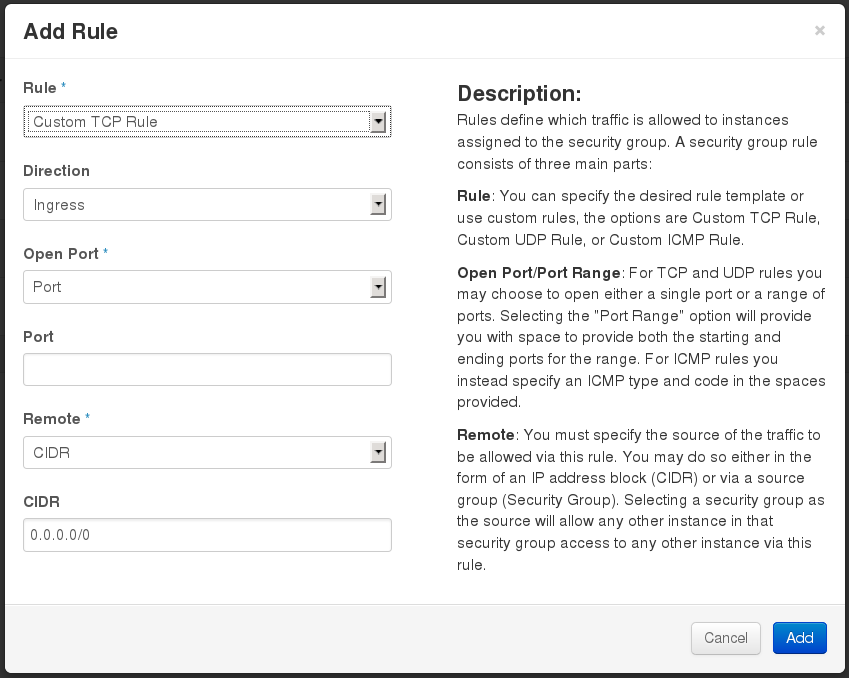 Add Rule
×
Rule *
Custom TCP Rule
Direction
Ingress
Open Port *
Port
Port
Remote *
CIDR
CIDR
0.0.0.0/0
Description:
Rules define which traffic is allowed to instances
assigned to the security group. A security group rule
consists of three main parts:
Rule: You can specify the desired rule template or
use custom rules, the options are Custom TCP Rule,
Custom UDP Rule, or Custom ICMP Rule.
Open Port/Port Range: For TCP and UDP rules you
may choose to open either a single port or a range of
ports. Selecting the "Port Range" option will provide
you with space to provide both the starting and
ending ports for the range. For ICMP rules you
instead specify an ICMP type and code in the spaces
provided.
Remote: You must specify the source of the traffic to
be allowed via this rule. You may do so either in the
form of an IP address block (CIDR) or via a source
group (Security Group). Selecting a security group as
the source will allow any other instance in that
security group access to any other instance via this
rule.
Cancel
Add